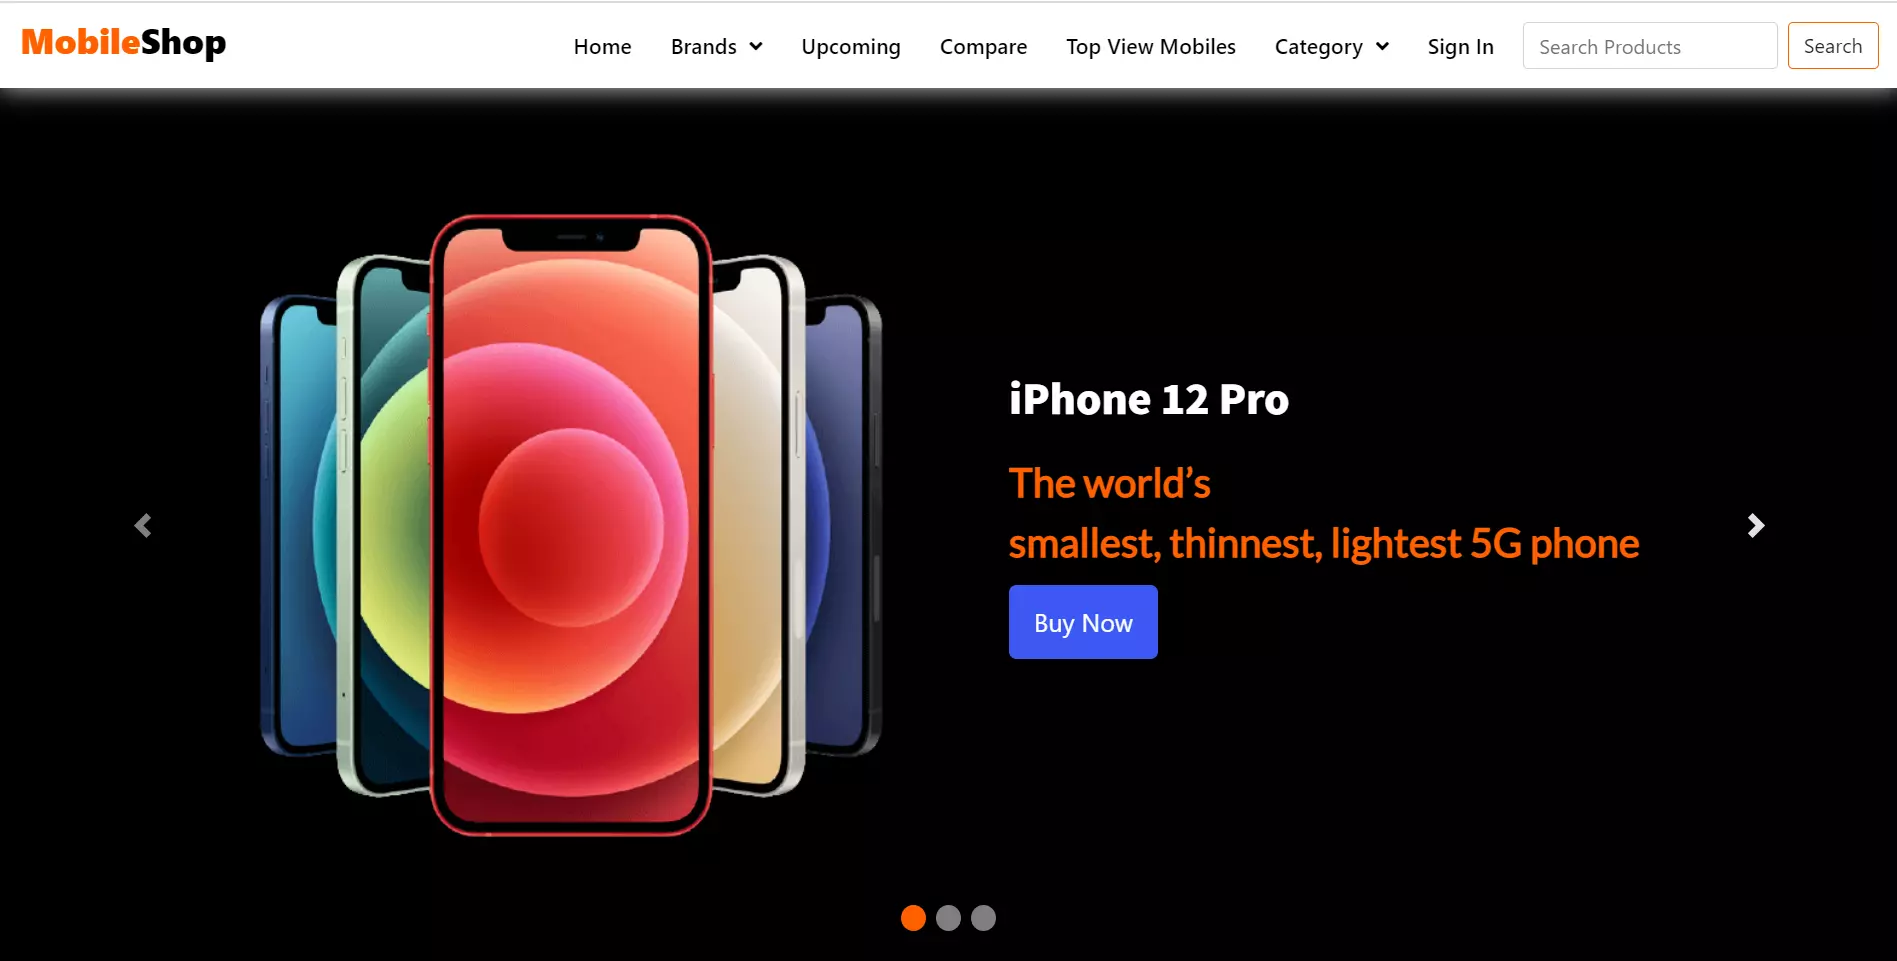 MobileShop
Home Brands Upcoming Compare Top View Mobiles Category Sign In Search Products Search
iPhone 12 Pro
The world’s
smallest, thinnest, lightest 5G phone
Buy Now